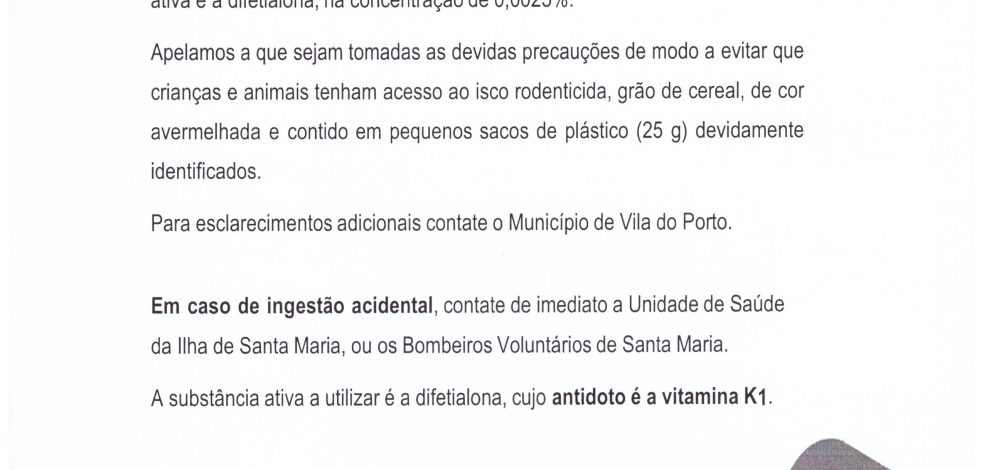 ativa é a difetialona, na concentração de 0,0025%.
Apelamos a que sejam tomadas as devidas precauções de modo a evitar que
crianças e animais tenham acesso ao isco rodenticida, grão de cereal, de cor
avermelhada e contido em pequenos sacos de plástico (25 g) devidamente
identificados.
Para esclarecimentos adicionais contate o Município de Vila do Porto.
Em caso de ingestão acidental, contate de imediato a Unidade de Saúde
da Ilha de Santa Maria, ou os Bombeiros Voluntários de Santa Maria.
A substância ativa a utilizar é a difetialona, cujo antidoto é a vitamina K1.